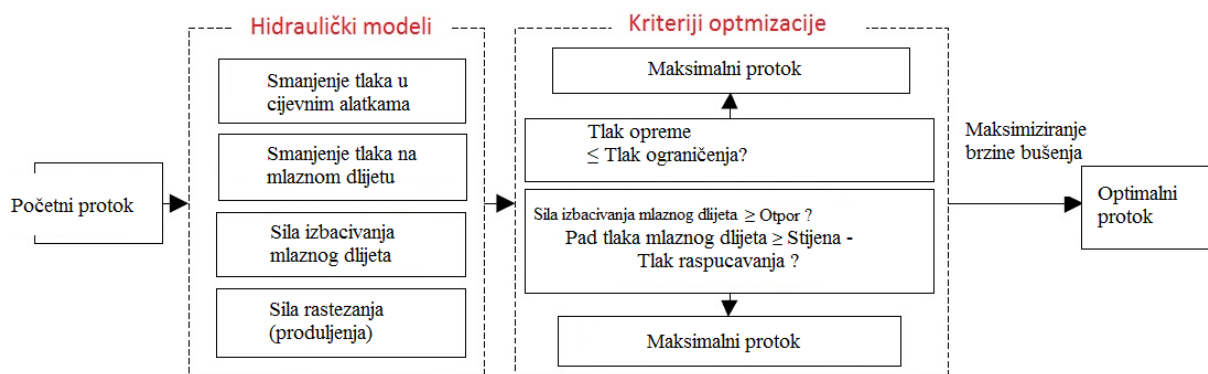 Hidraulički modeli
Kriteriji optmizacije
Početni protok
Smanjenje tlaka u
cijevnim alatkama
Smanjenje tlaka na
mlaznom dlijetu
Sila izbacivanja
mlaznog dlijeta
Sila rastezanja
(produljenja)
Maksimalni protok
Tlak opreme
≤ Tlak ograničenja?
Sila izbacivanja mlaznog dlijeta ≥ Otpor ?
Pad tlaka mlaznog dlijeta ≥ Stijena -
Tlak raspucavanja ?
Maksimalni protok
Maksimiziranje
brzine bušenja
Optimalni
protok